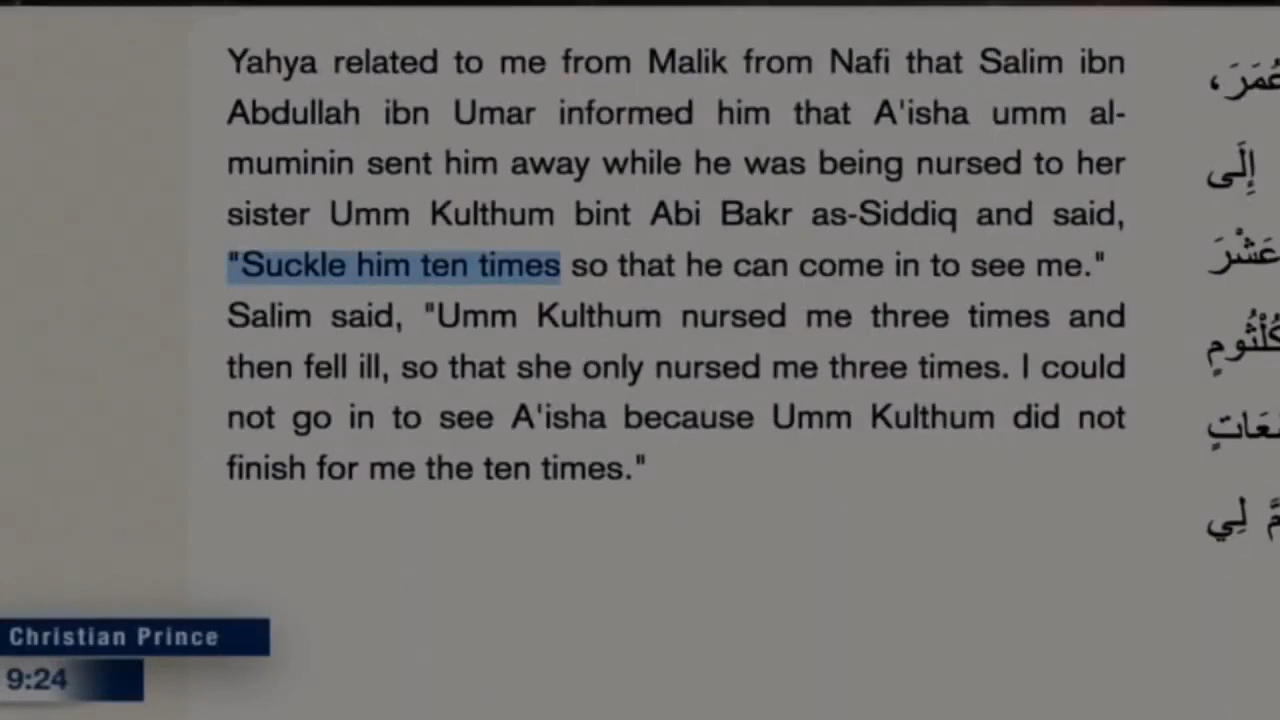 Yahya related to me from Malik from Nafi that Salim ibn
Abdullah ibn Umar informed him that A'isha umm al-
muminin sent him away while he was being nursed to her
sister Umm Kulthum bint Abi Bakr as-Siddiq and said,
"Suckle him ten times so that he can come in to see me."
Salim said, "Umm Kulthum nursed me three times and
then fell ill, so that she only nursed me three times. I could
not go in to see A'isha because Umm Kulthum did not
finish for me the ten times."
عُمَرَ،
إِلَى
عَشْرَ
كُلْثُومٍ
لِي
Christian Prince
9:24